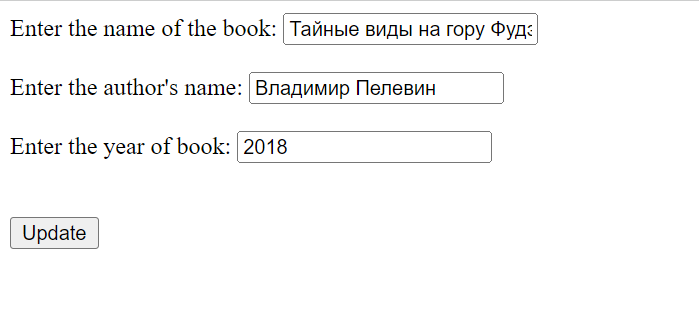 Enter the name of the book: Тайные виды на гору Фудз
Enter the author's name: Владимир Пелевин
Enter the year of book: 2018
Update